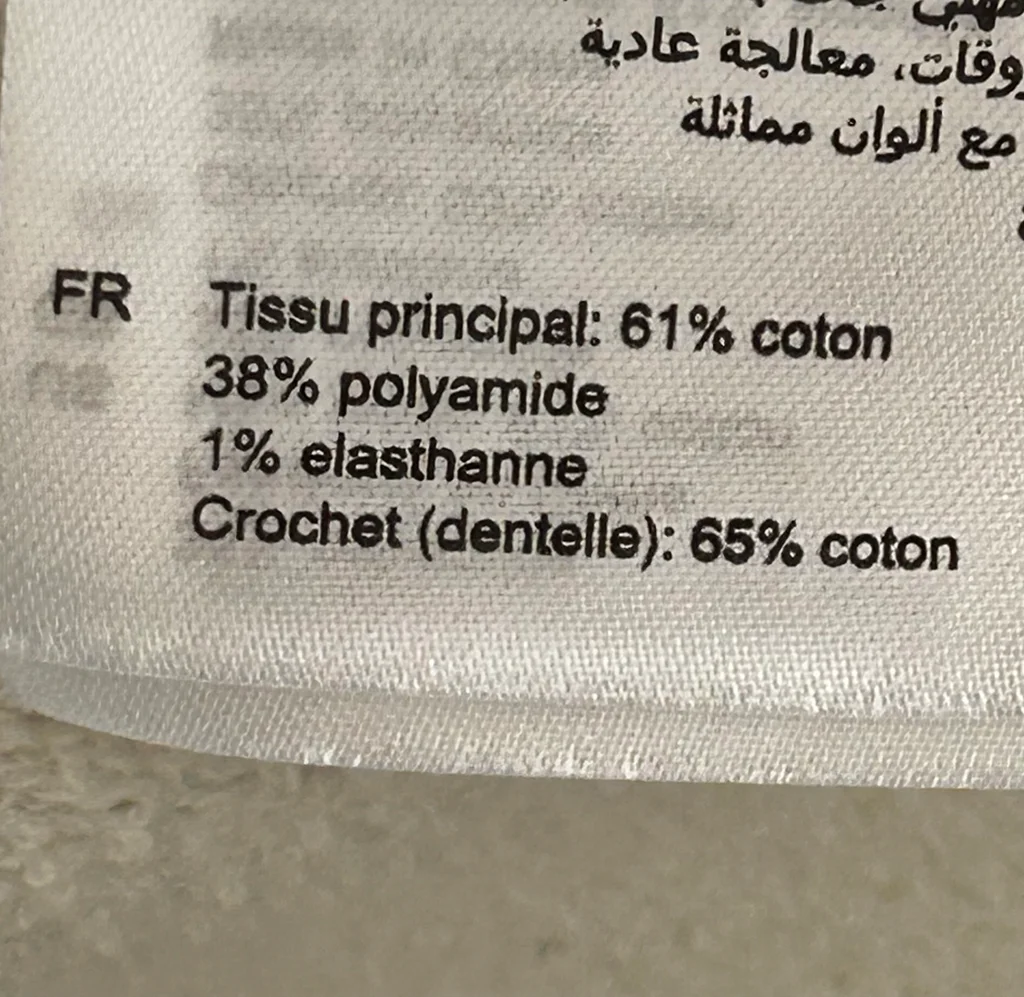 معالجة عادية
مع ألوان مماثلة
FR
Tissu principal: 61% coton
38% polyamide
1% elasthanne
Crochet (dentelle): 65% coton